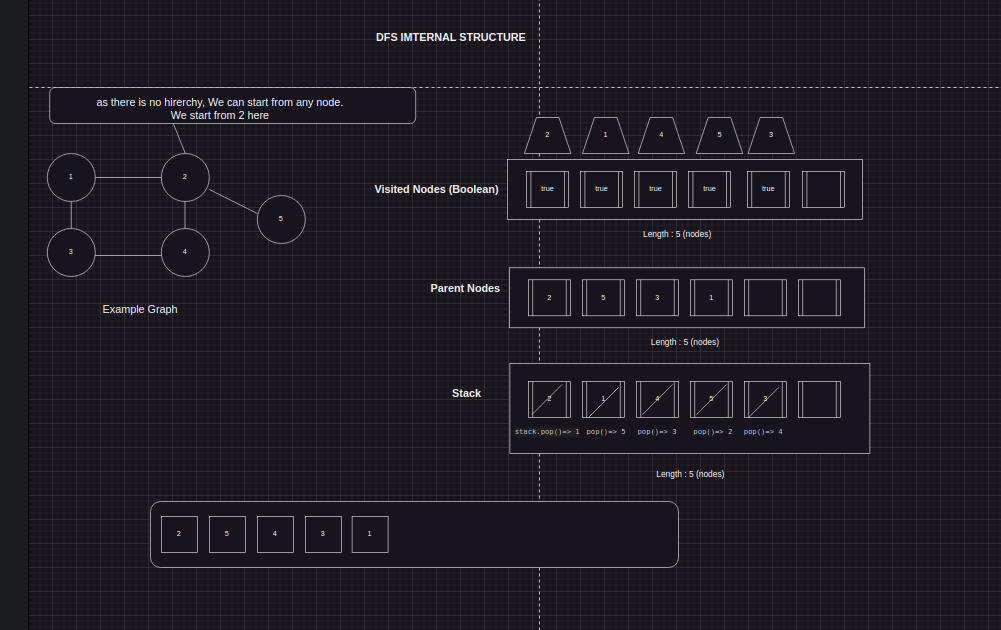 DFS IMTERNAL STRUCTURE
as there is no hirerchy, We can start from any node.
We start from 2 here
1
2
5
3
4
Example Graph
2 1 4 5 3
Visited Nodes (Boolean)
true true true true true
Length : 5 (nodes)
Parent Nodes
2 5 3 1
Length : 5 (nodes)
Stack
2 1 4 5 3
stack.pop()=> 1 pop()=> 5 pop()=> 3 pop()=> 2 pop()=> 4
Length : 5 (nodes)
2 5 4 3 1